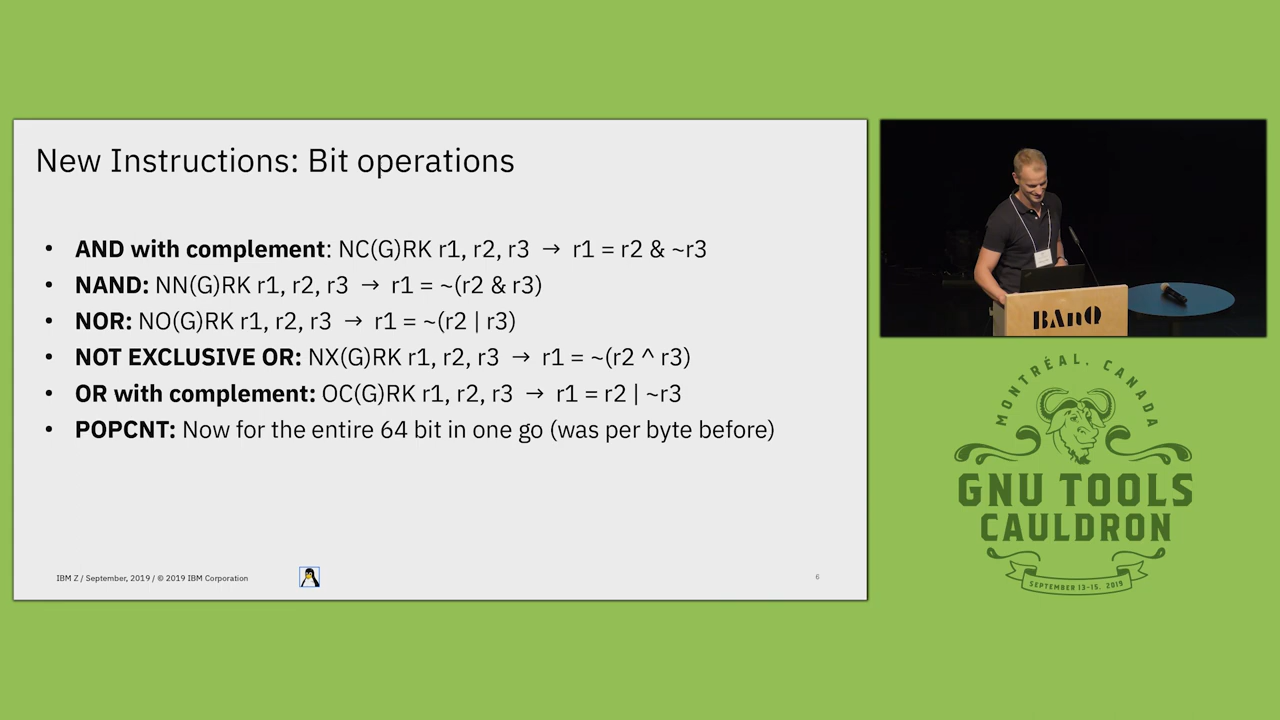 New Instructions: Bit operations
• AND with complement: NC(G)RK r1, r2, r3 → r1 = r2 & ~r3
• NAND: NN(G)RK r1, r2, r3 → r1 = ~(r2 & r3)
• NOR: NO(G)RK r1, r2, r3 → r1 = ~(r2 | r3)
• NOT EXCLUSIVE OR: NX(G)RK r1, r2, r3 → r1 = ~(r2 ^ r3)
• OR with complement: OC(G)RK r1, r2, r3 → r1 = r2 | ~r3
• POPCNT: Now for the entire 64 bit in one go (was per byte before)
IBM Z / September, 2019 / © 2019 IBM Corporation
6
BAnQ
MONTRÉAL, CANADA
GNU TOOLS
CAULDRON
SEPTEMBER 13-15, 2019